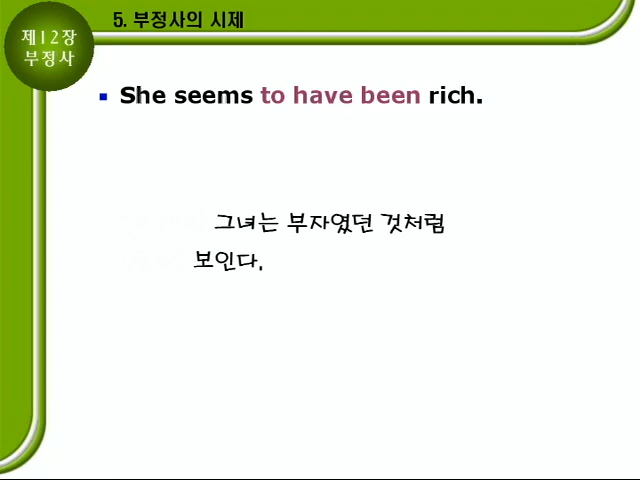 5. 부정사의 시제
제12장
부정사
She seems to have been rich.
그녀는 부자였던 것처럼
보인다.